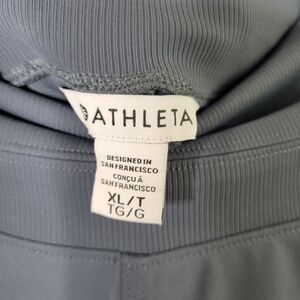 ATHLETA
DESIGNED IN
SAN FRANCISCO
CONÇU À
SAN FRANCISCO
XL/T
TG/G